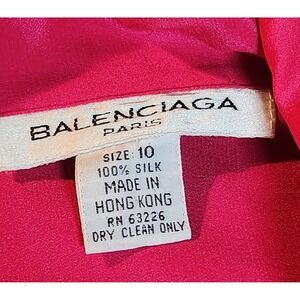 BALENCIAGA
PARIS
SIZE: 10
100% SILK
MADE IN
HONG KONG
RN 63226
DRY CLEAN ONLY